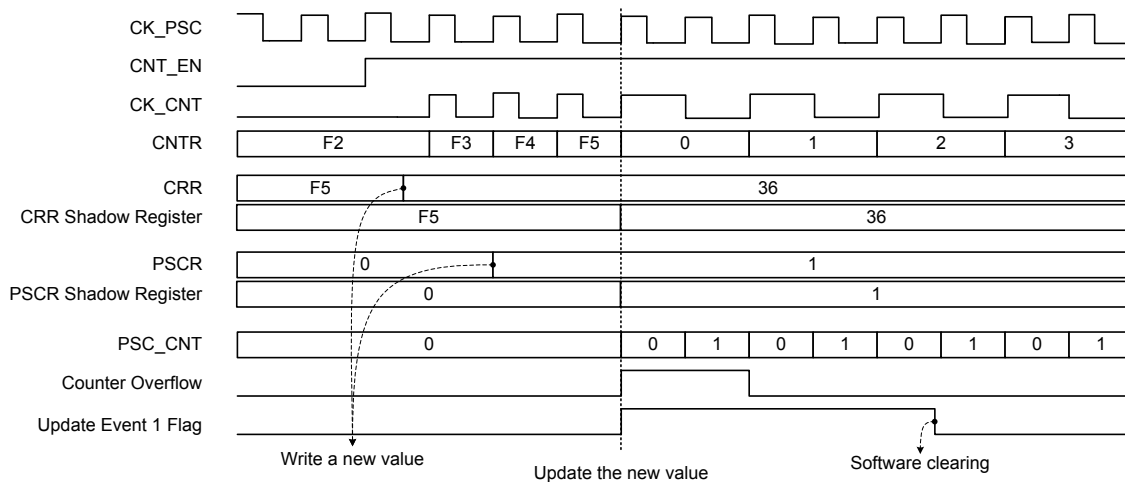 CK_PSC
CNT_EN
CK_CNT
CNTR F2 F3 F4 F5 0 1 2 3
CRR F5 36
CRR Shadow Register F5 36
PSCR 0 1
PSCR Shadow Register 0 1
PSC_CNT 0 0 1 0 1 0 1 0 1
Counter Overflow
Update Event 1 Flag
Write a new value
Update the new value
Software clearing